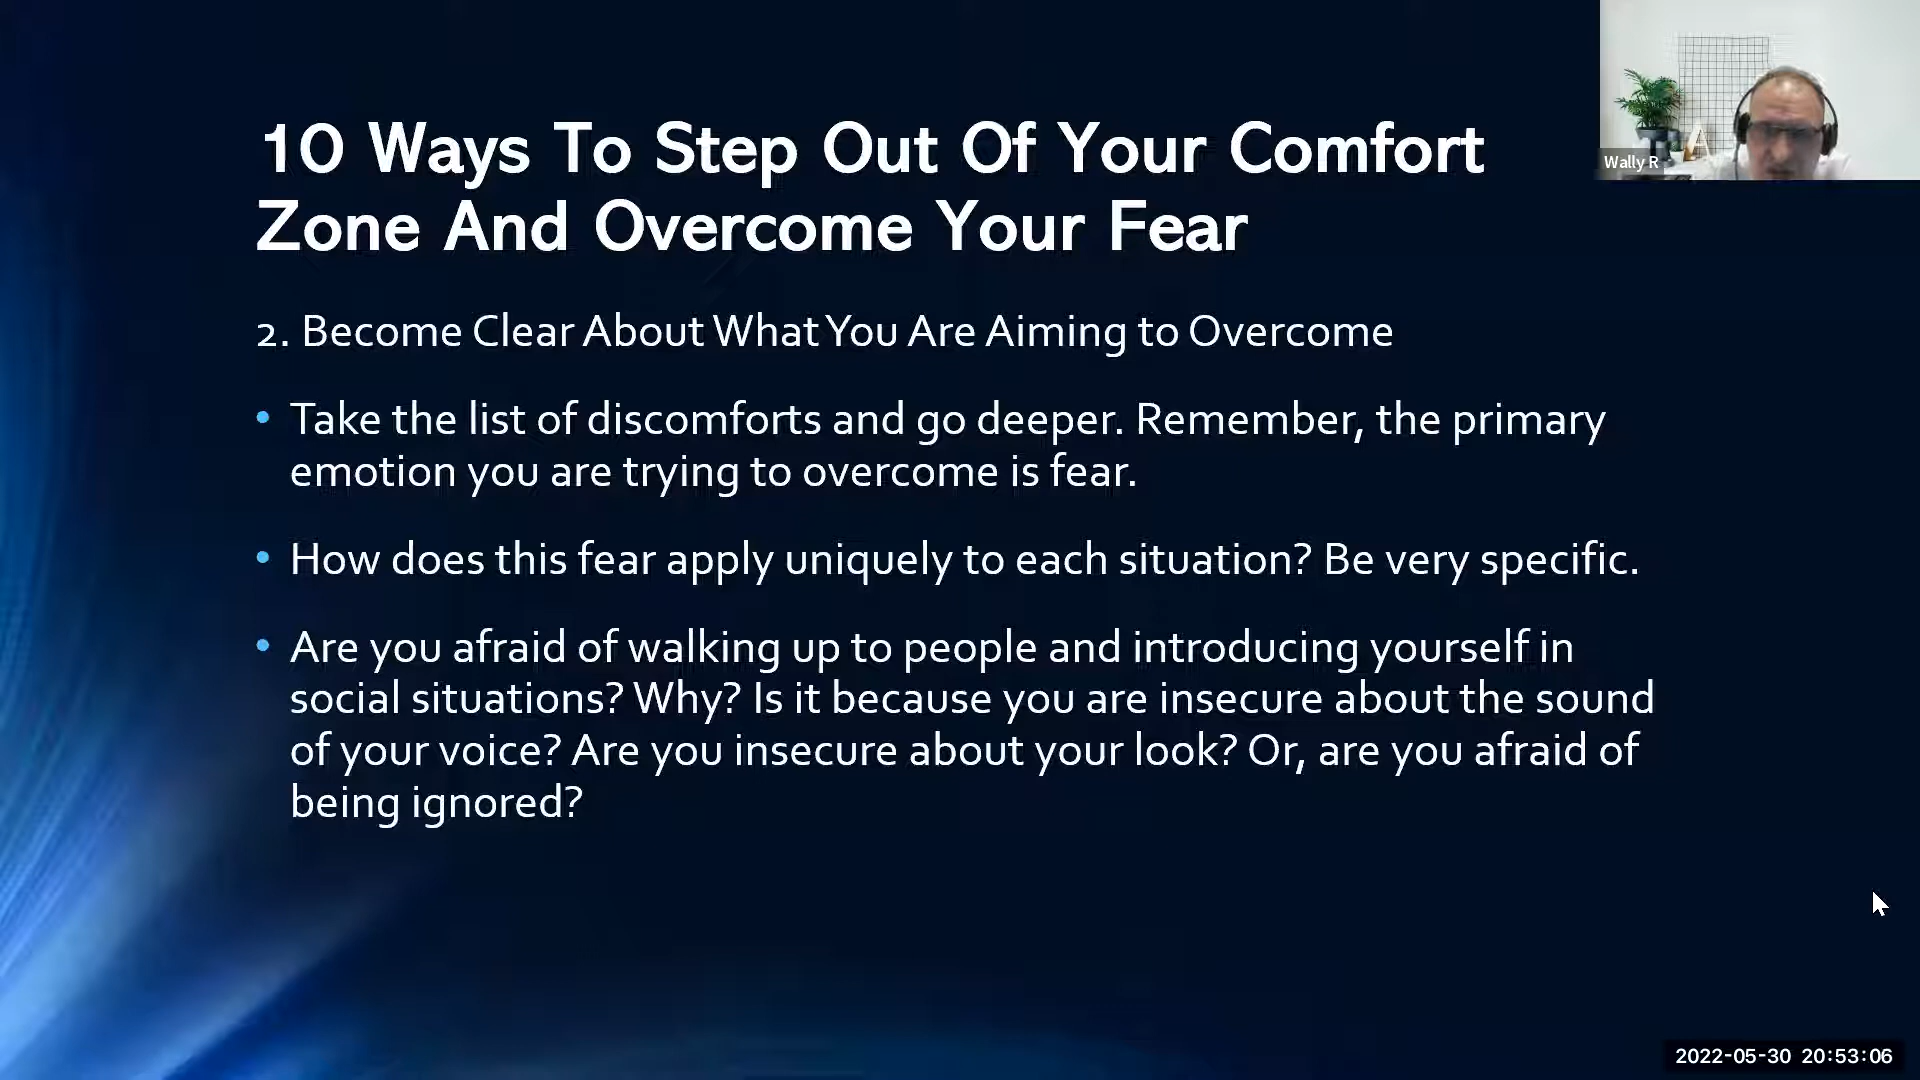 10 Ways To Step Out Of Your Comfort
Zone And Overcome Your Fear
2. Become Clear About What You Are Aiming to Overcome
• Take the list of discomforts and go deeper. Remember, the primary
emotion you are trying to overcome is fear.
• How does this fear apply uniquely to each situation? Be very specific.
• Are you afraid of walking up to people and introducing yourself in
social situations? Why? Is it because you are insecure about the sound
of your voice? Are you insecure about your look? Or, are you afraid of
being ignored?
A
Wally R
2022-05-30 20:53:06